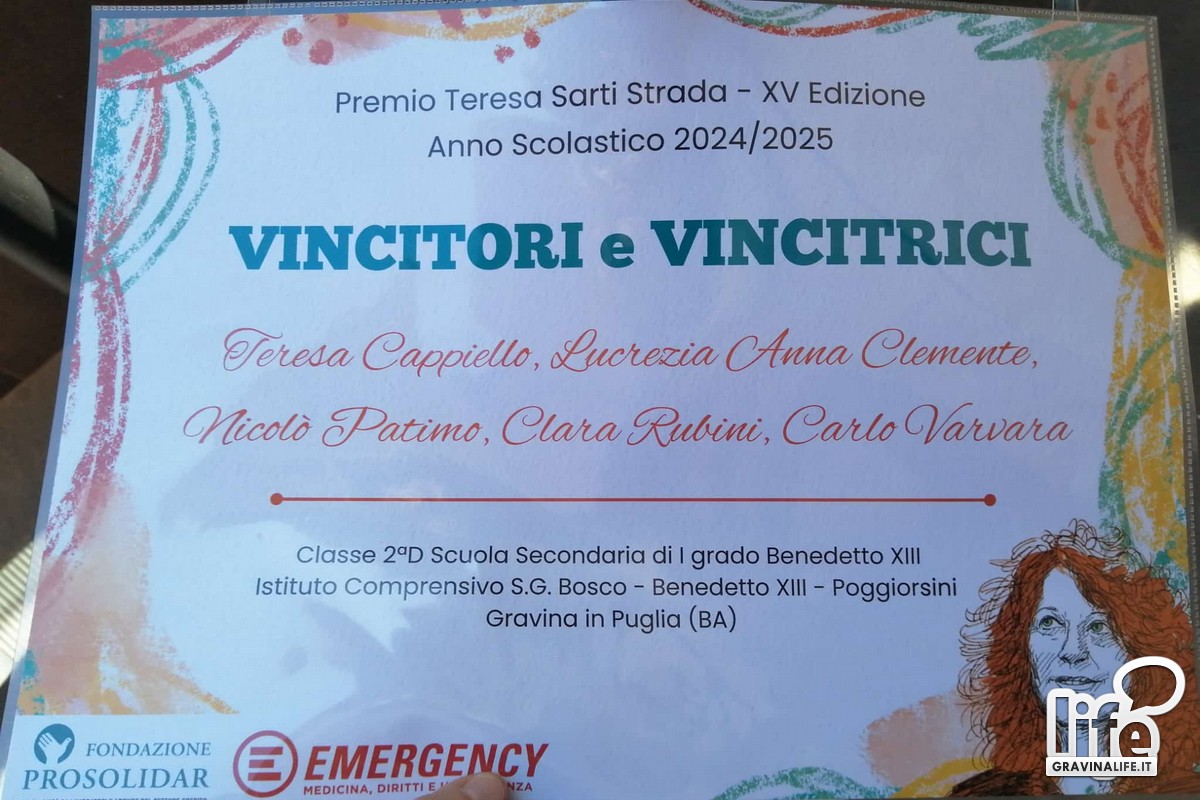 Premio Teresa Sarti Strada - XV Edizione
Anno Scolastico 2024/2025
VINCITORI e VINCITRICI
Teresa Cappiello, Lucrezia Anna Clemente,
Nicolò Patimo, Clara Rubini, Carlo Varvara
Classe 2ªD Scuola Secondaria di I grado Benedetto XIII
Istituto Comprensivo S.G. Bosco - Benedetto XIII - Poggiorsini
Gravina in Puglia (BA)
FONDAZIONE
PROSOLIDAR
EMERGENCY
MEDICINA, DIRITTI E
life
GRAVINALIFE.IT